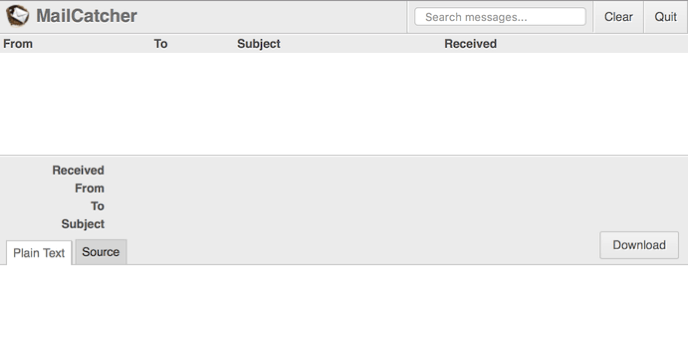 MailCatcher Search messages... Clear Quit
From To Subject Received
Received
From
To
Subject
Plain Text Source Download